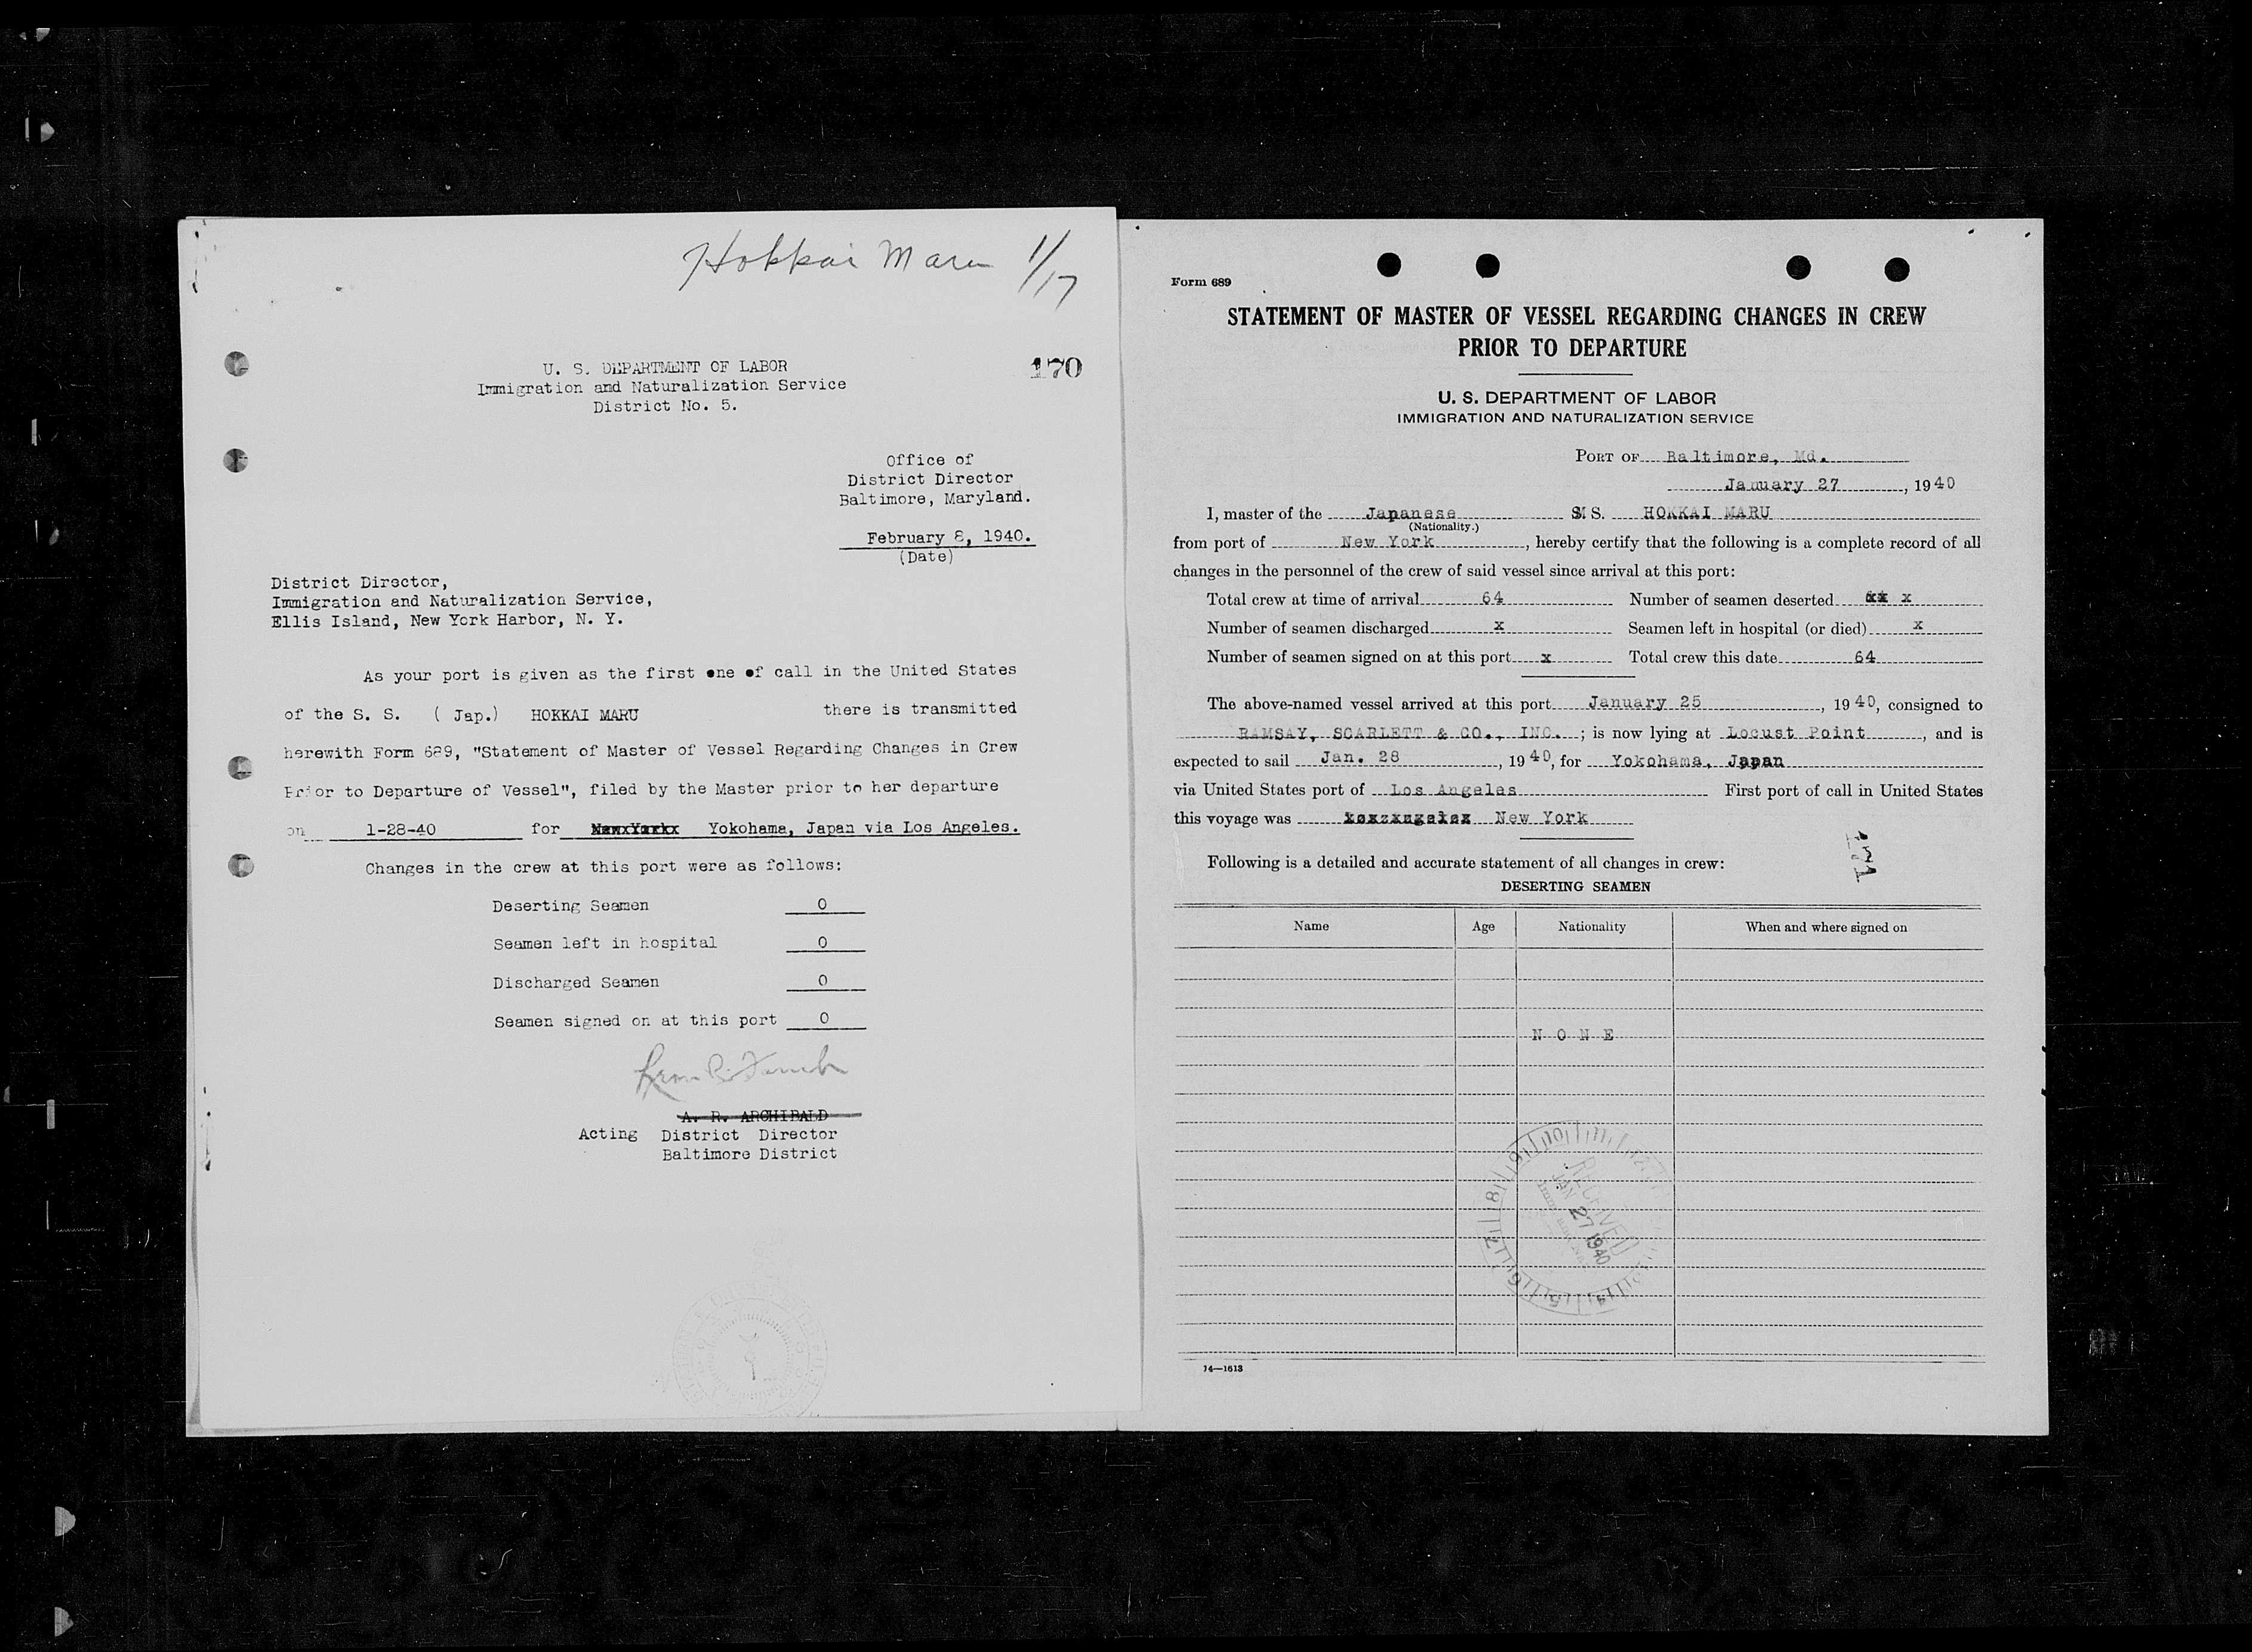 Hokkai Maru 1/17
170
U. S. DEPARTMENT OF LABOR
Immigration and Naturalization Service
District No. 5.
Office of
District Director
Baltimore, Maryland.
February 8, 1940.
(Date)
District Director,
Immigration and Naturalization Service,
Ellis Island, New York Harbor, N. Y.
As your port is given as the first one of call in the United States
of the S. S. ( Jap.) HOKKAI MARU there is transmitted
herewith Form 689, "Statement of Master of Vessel Regarding Changes in Crew
Prior to Departure of Vessel", filed by the Master prior to her departure
on 1-28-40 for NewxYorkx Yokohama, Japan via Los Angeles.
Changes in the crew at this port were as follows:
Deserting Seamen 0
Seamen left in hospital 0
Discharged Seamen 0
Seamen signed on at this port 0
A. R. ARCHIBALD
Acting District Director
Baltimore District
Form 689
STATEMENT OF MASTER OF VESSEL REGARDING CHANGES IN CREW
PRIOR TO DEPARTURE
U. S. DEPARTMENT OF LABOR
IMMIGRATION AND NATURALIZATION SERVICE
PORT OF Baltimore, Md.
January 27, 1940
I, master of the Japanese M S. HOKKAI MARU
(Nationality.)
from port of New York, hereby certify that the following is a complete record of all
changes in the personnel of the crew of said vessel since arrival at this port:
Total crew at time of arrival 64 Number of seamen deserted xx x
Number of seamen discharged x Seamen left in hospital (or died) x
Number of seamen signed on at this port x Total crew this date 64
The above-named vessel arrived at this port January 25, 1940, consigned to
RAMSAY, SCARLETT & CO., INC. ; is now lying at Locust Point, and is
expected to sail Jan. 28, 1940, for Yokohama, Japan
via United States port of Los Angeles First port of call in United States
this voyage was New York
Following is a detailed and accurate statement of all changes in crew:
DESERTING SEAMEN
Name Age Nationality When and where signed on
N O N E
RECEIVED
JAN 27 1940
14—1613